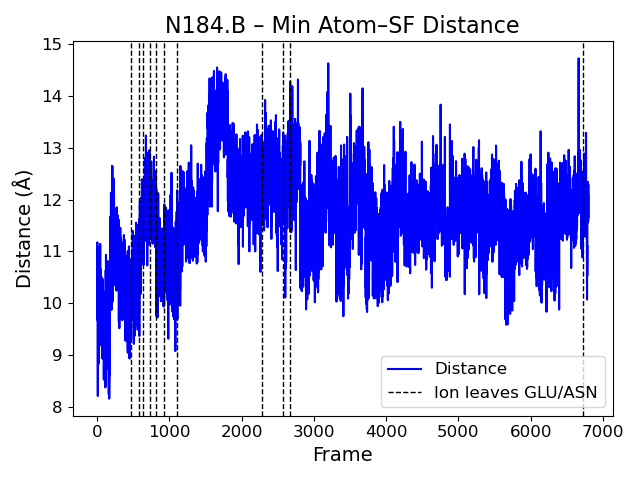 N184.B – Min Atom–SF Distance
Distance (Å)
15
14
13
12
11
10
9
8
Distance
Ion leaves GLU/ASN
0 1000 2000 3000 4000 5000 6000 7000
Frame